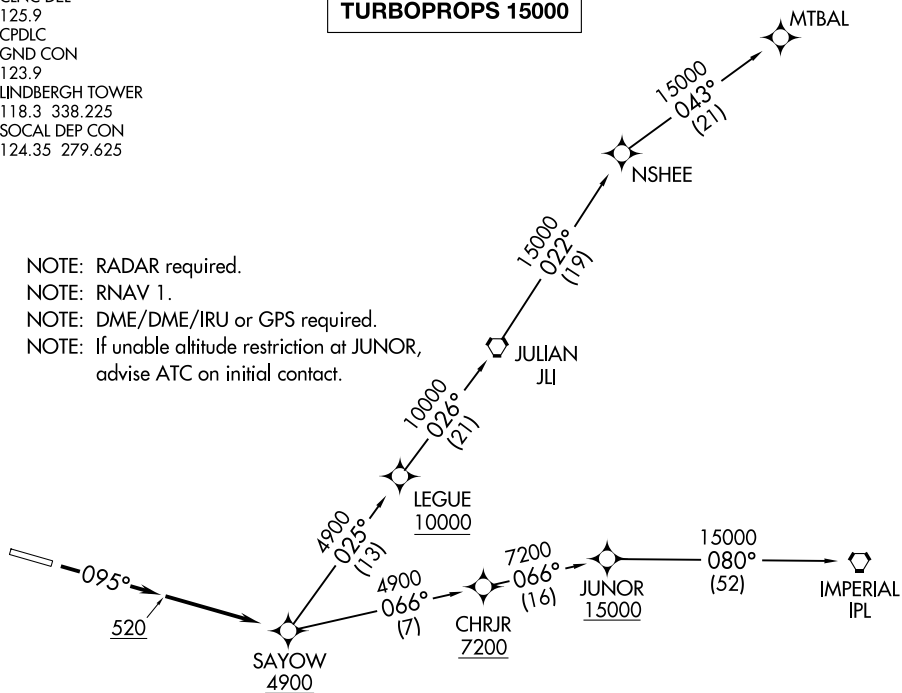 125.9
CPDLC
GND CON
123.9
LINDBERGH TOWER
118.3 338.225
SOCAL DEP CON
124.35 279.625
TURBOPROPS 15000
MTBAL
15000
043°
(21)
NSHEE
15000
022°
(19)
NOTE: RADAR required.
NOTE: RNAV 1.
NOTE: DME/DME/IRU or GPS required.
NOTE: If unable altitude restriction at JUNOR,
advise ATC on initial contact.
JULIAN
JLI
10000
026°
(21)
LEGUE
10000
4900
025°
(13)
095°
520
SAYOW
4900
4900
066°
(7)
CHRJR
7200
7200
066°
(16)
JUNOR
15000
15000
080°
(52)
IMPERIAL
IPL